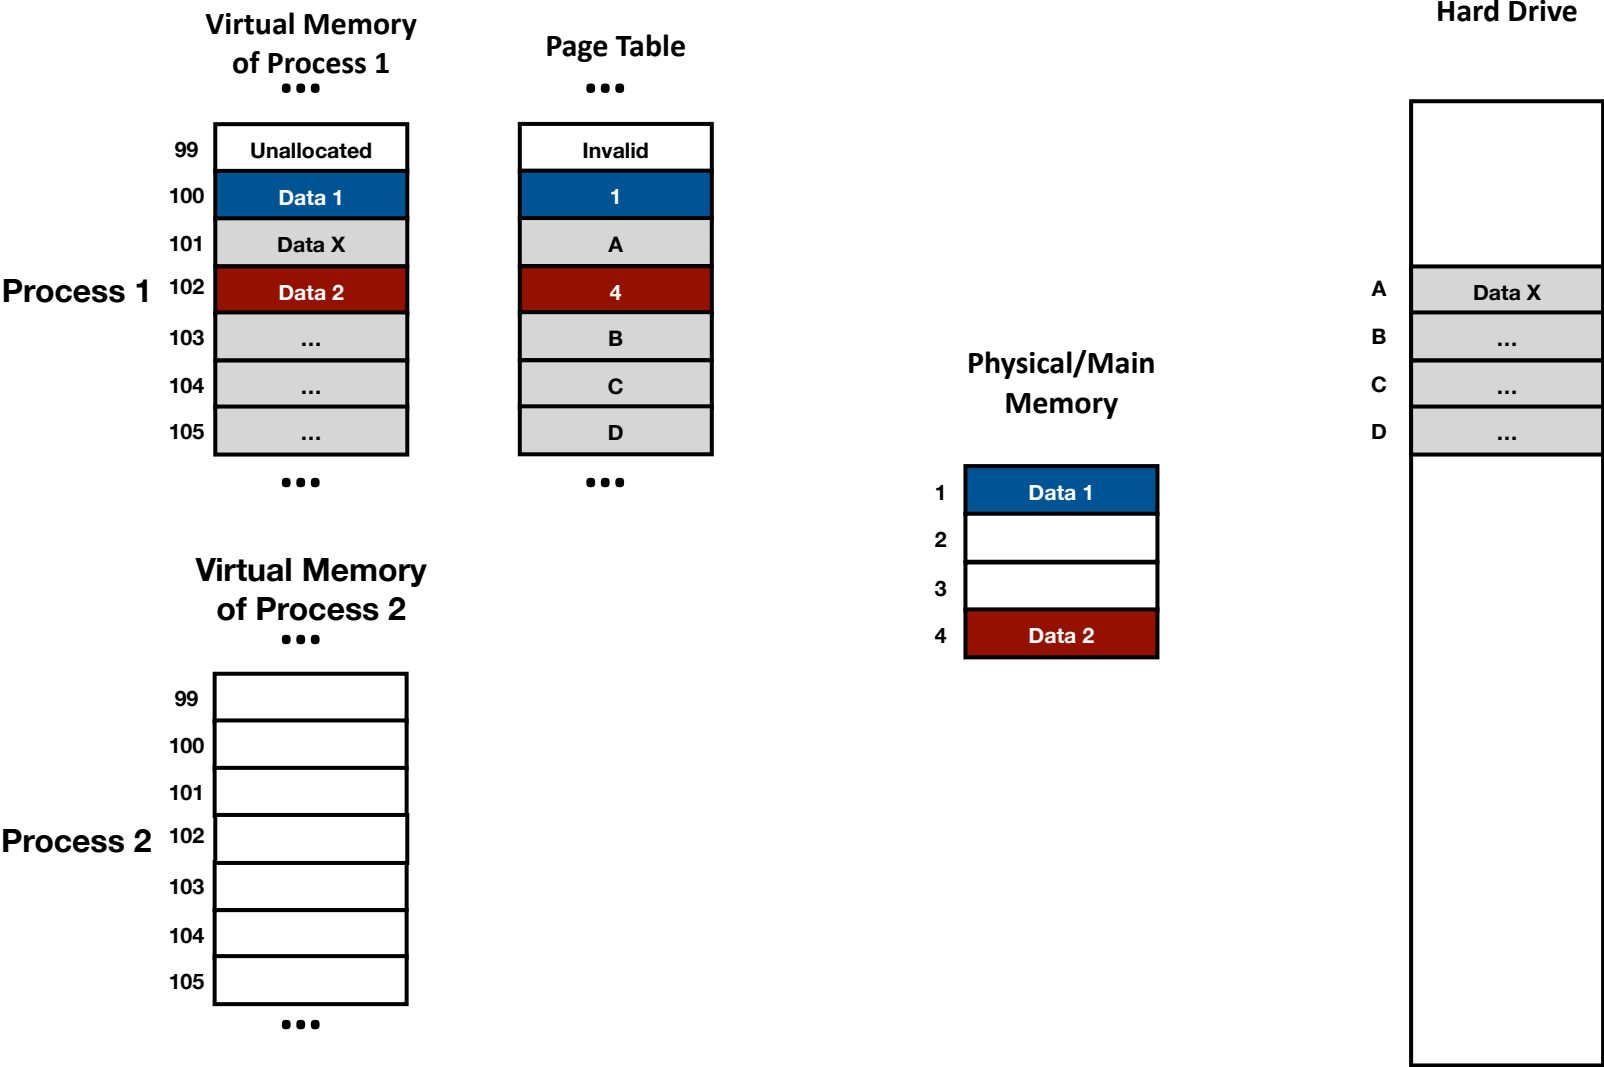 Virtual Memory
of Process 1
...
Page Table
...
Hard Drive
99 Unallocated Invalid
100 Data 1 1
101 Data X A
Process 1 102 Data 2 4
103 ... B
104 ... C
105 ... D
...
...
A Data X
B ...
C ...
D ...
Physical/Main
Memory
1 Data 1
2
3
4 Data 2
Virtual Memory
of Process 2
...
99
100
101
Process 2 102
103
104
105
...